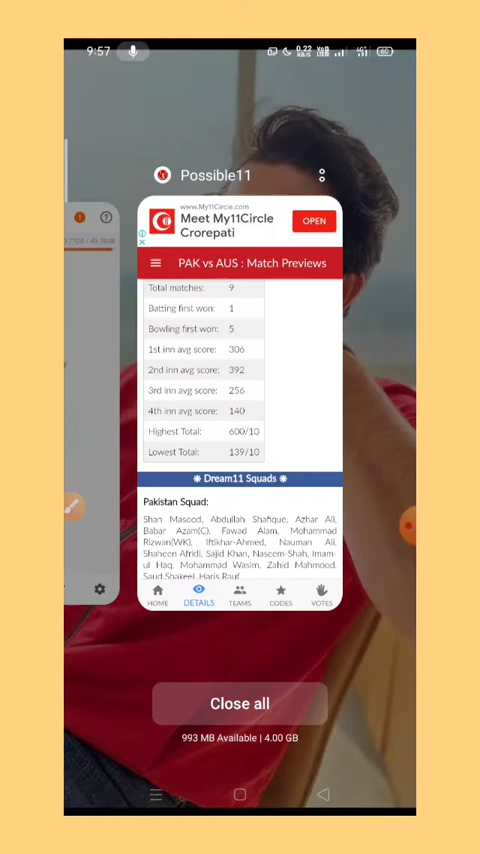 9:57
0.22
KB/S
4G+
60
Possible11
www.My11Circle.com
Meet My11Circle
Crorepati
OPEN
PAK vs AUS : Match Previews
Total matches: 9
Batting first won: 1
Bowling first won: 5
1st inn avg score: 306
2nd inn avg score: 392
3rd inn avg score: 256
4th inn avg score: 140
Highest Total: 600/10
Lowest Total: 139/10
❋ Dream11 Squads ❋
Pakistan Squad:
Shan Masood, Abdullah Shafique, Azhar Ali,
Babar Azam(C), Fawad Alam, Mohammad
Rizwan(WK), Iftikhar-Ahmed, Nauman Ali,
Shaheen Afridi, Sajid Khan, Naseem-Shah, Imam-
ul Haq, Mohammad Wasim, Zahid Mahmood,
Saud Shakeel, Haris Rauf
HOME DETAILS TEAMS CODES VOTES
Close all
993 MB Available | 4.00 GB